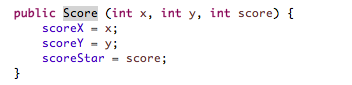 public Score (int x, int y, int score) {
    scoreX = x;
    scoreY = y;
    scoreStar = score;
}